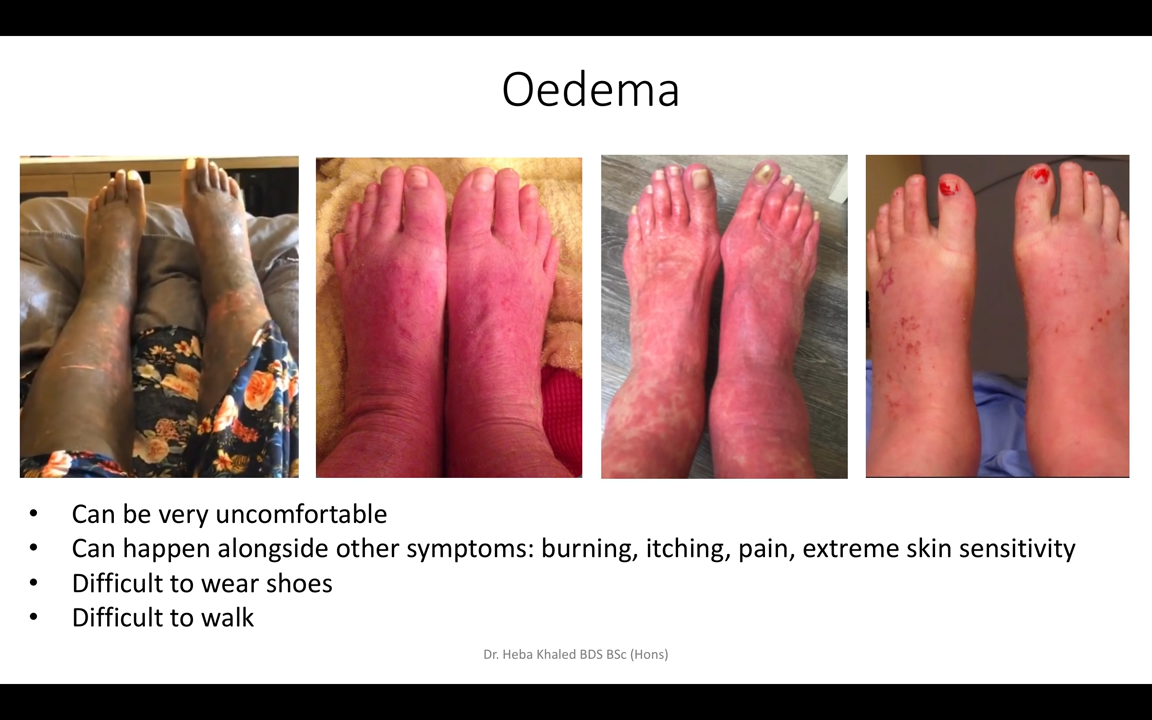 Oedema
• Can be very uncomfortable
• Can happen alongside other symptoms: burning, itching, pain, extreme skin sensitivity
• Difficult to wear shoes
• Difficult to walk
Dr. Heba Khaled BDS BSc (Hons)